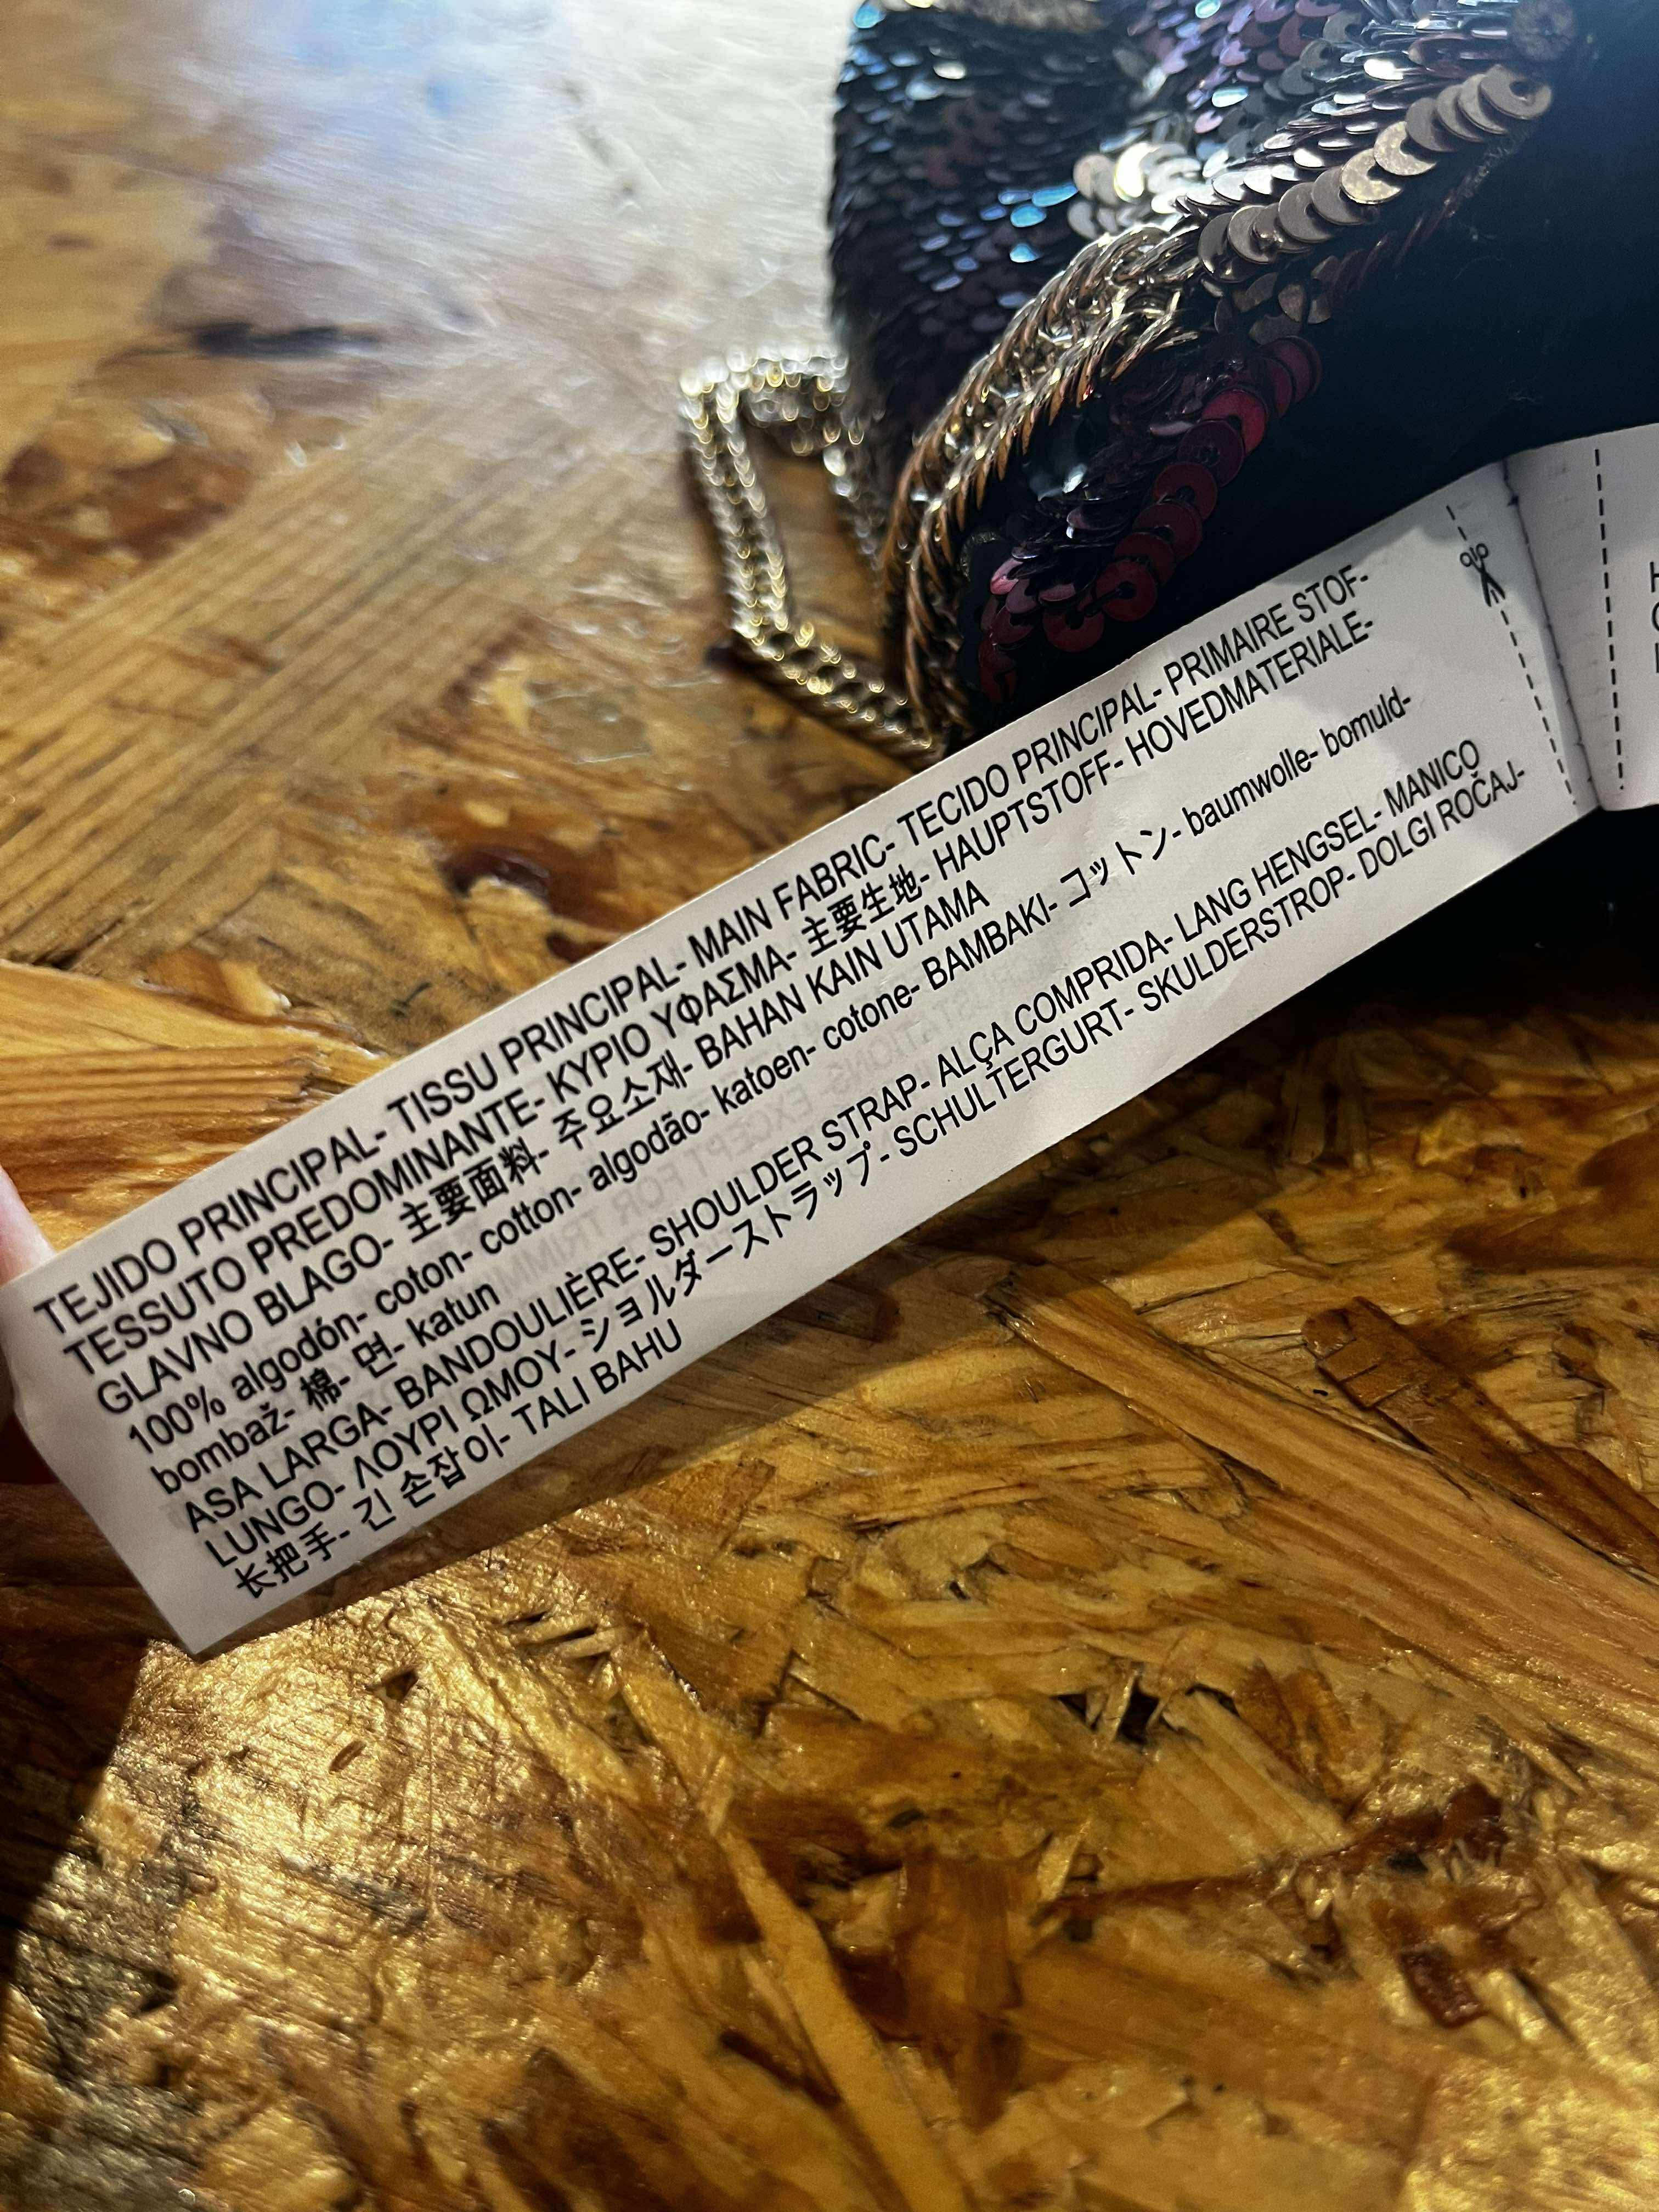 TEJIDO PRINCIPAL- TISSU PRINCIPAL- MAIN FABRIC- TECIDO PRINCIPAL- PRIMAIRE STOF-
TESSUTO PREDOMINANTE- ΚΥΡΙΟ ΥΦΑΣΜΑ- 主要生地- HAUPTSTOFF- HOVEDMATERIALE-
GLAVNO BLAGO- 主要面料- 주요소재- BAHAN KAIN UTAMA
100% algodón- coton- cotton- algodão- katoen- cotone- BAMBAKI- コットン- baumwolle- bomuld-
bombaž- 棉- 면- katun
ASA LARGA- BANDOULIÈRE- SHOULDER STRAP- ALÇA COMPRIDA- LANG HENGSEL- MANICO
LUNGO- ΛΟΥΡΙ ΩΜΟΥ- ショルダーストラップ- SCHULTERGURT- SKULDERSTROP- DOLGI ROČAJ-
长把手- 긴 손잡이- TALI BAHU